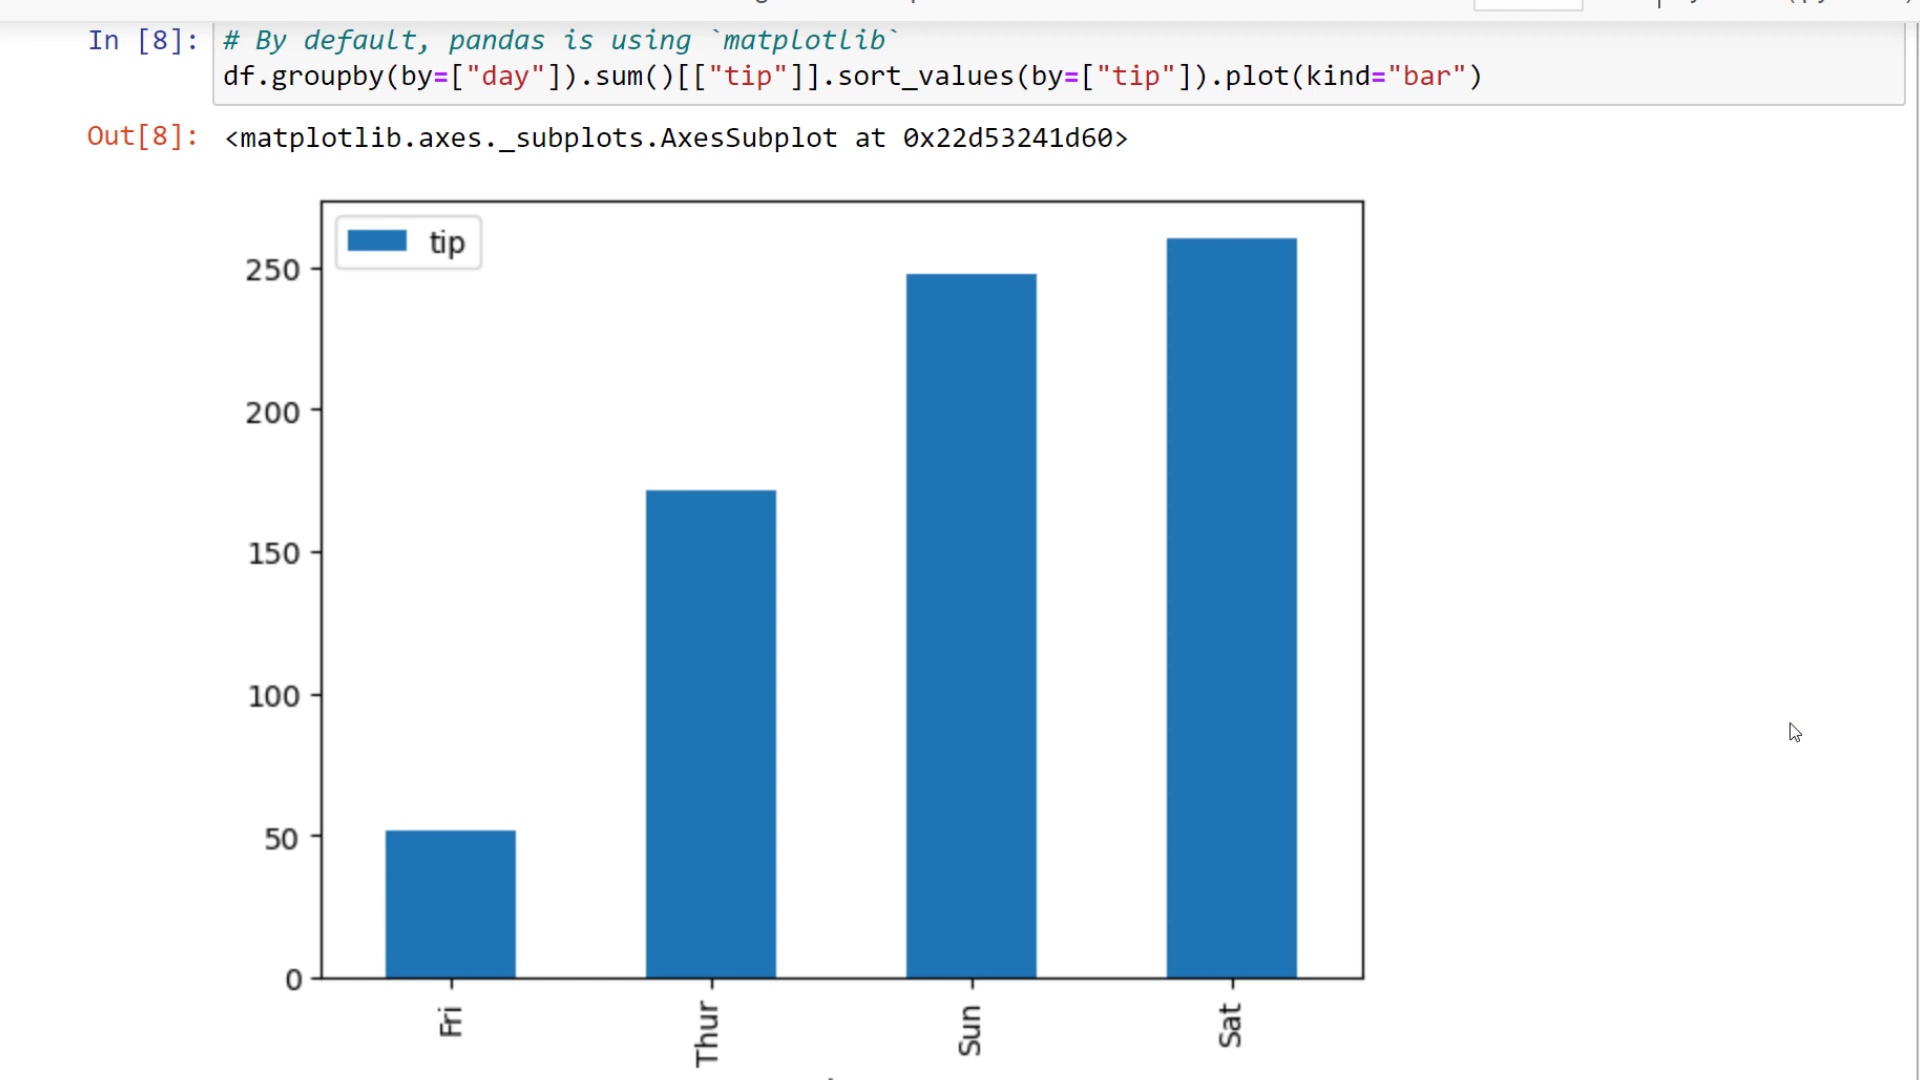 In [8]: # By default, pandas is using `matplotlib`
df.groupby(by=["day"]).sum()[["tip"]].sort_values(by=["tip"]).plot(kind="bar")
Out[8]: <matplotlib.axes._subplots.AxesSubplot at 0x22d53241d60>
tip
250
200
150
100
50
0
Fri
Thur
Sun
Sat